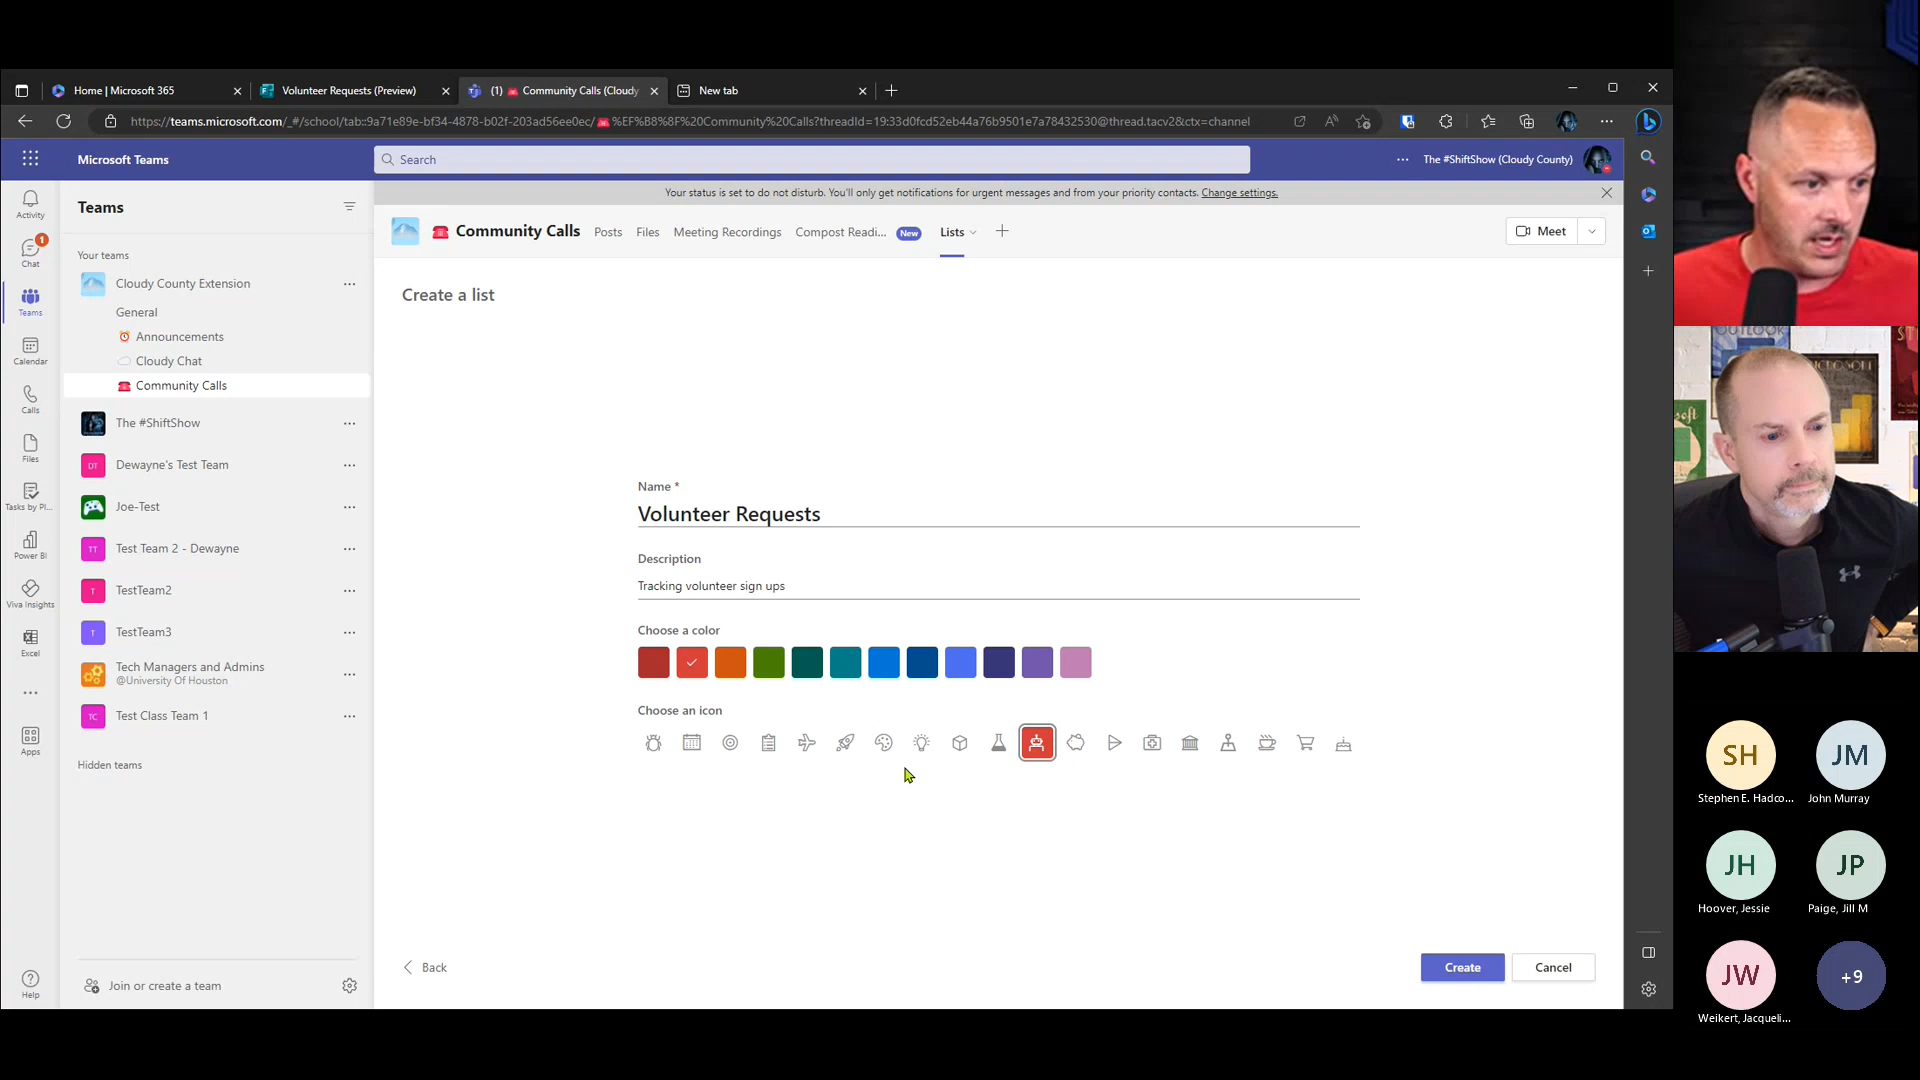 Home | Microsoft 365
Volunteer Requests (Preview)
(1) Community Calls (Cloudy
New tab
https://teams.microsoft.com/_#/school/tab::9a71e89e-bf34-4878-b02f-203ad56ee0ec/☎%EF%B8%8F%20Community%20Calls?threadId=19:33d0fcd52eb44a76b9501e7a78432530@thread.tacv2&ctx=channel
Microsoft Teams
Search
The #ShiftShow (Cloudy County)
Your status is set to do not disturb. You'll only get notifications for urgent messages and from your priority contacts. Change settings.
Activity
1
Chat
Teams
Calendar
Calls
Files
Tasks by Pl...
Power BI
Viva Insights
Excel
Apps
Help
Teams
Your teams
Cloudy County Extension
General
Announcements
Cloudy Chat
Community Calls
The #ShiftShow
DT Dewayne's Test Team
Joe-Test
TT Test Team 2 - Dewayne
T TestTeam2
T TestTeam3
Tech Managers and Admins
@University Of Houston
TC Test Class Team 1
Hidden teams
Join or create a team
Community Calls
Posts
Files
Meeting Recordings
Compost Readi...
New
Lists
Meet
Create a list
Name *
Volunteer Requests
Description
Tracking volunteer sign ups
Choose a color
Choose an icon
Back
Create
Cancel
OUTLOOK
SH
Stephen E. Hadco...
JM
John Murray
JH
Hoover, Jessie
JP
Paige, Jill M
JW
Weikert, Jacqueli...
+9